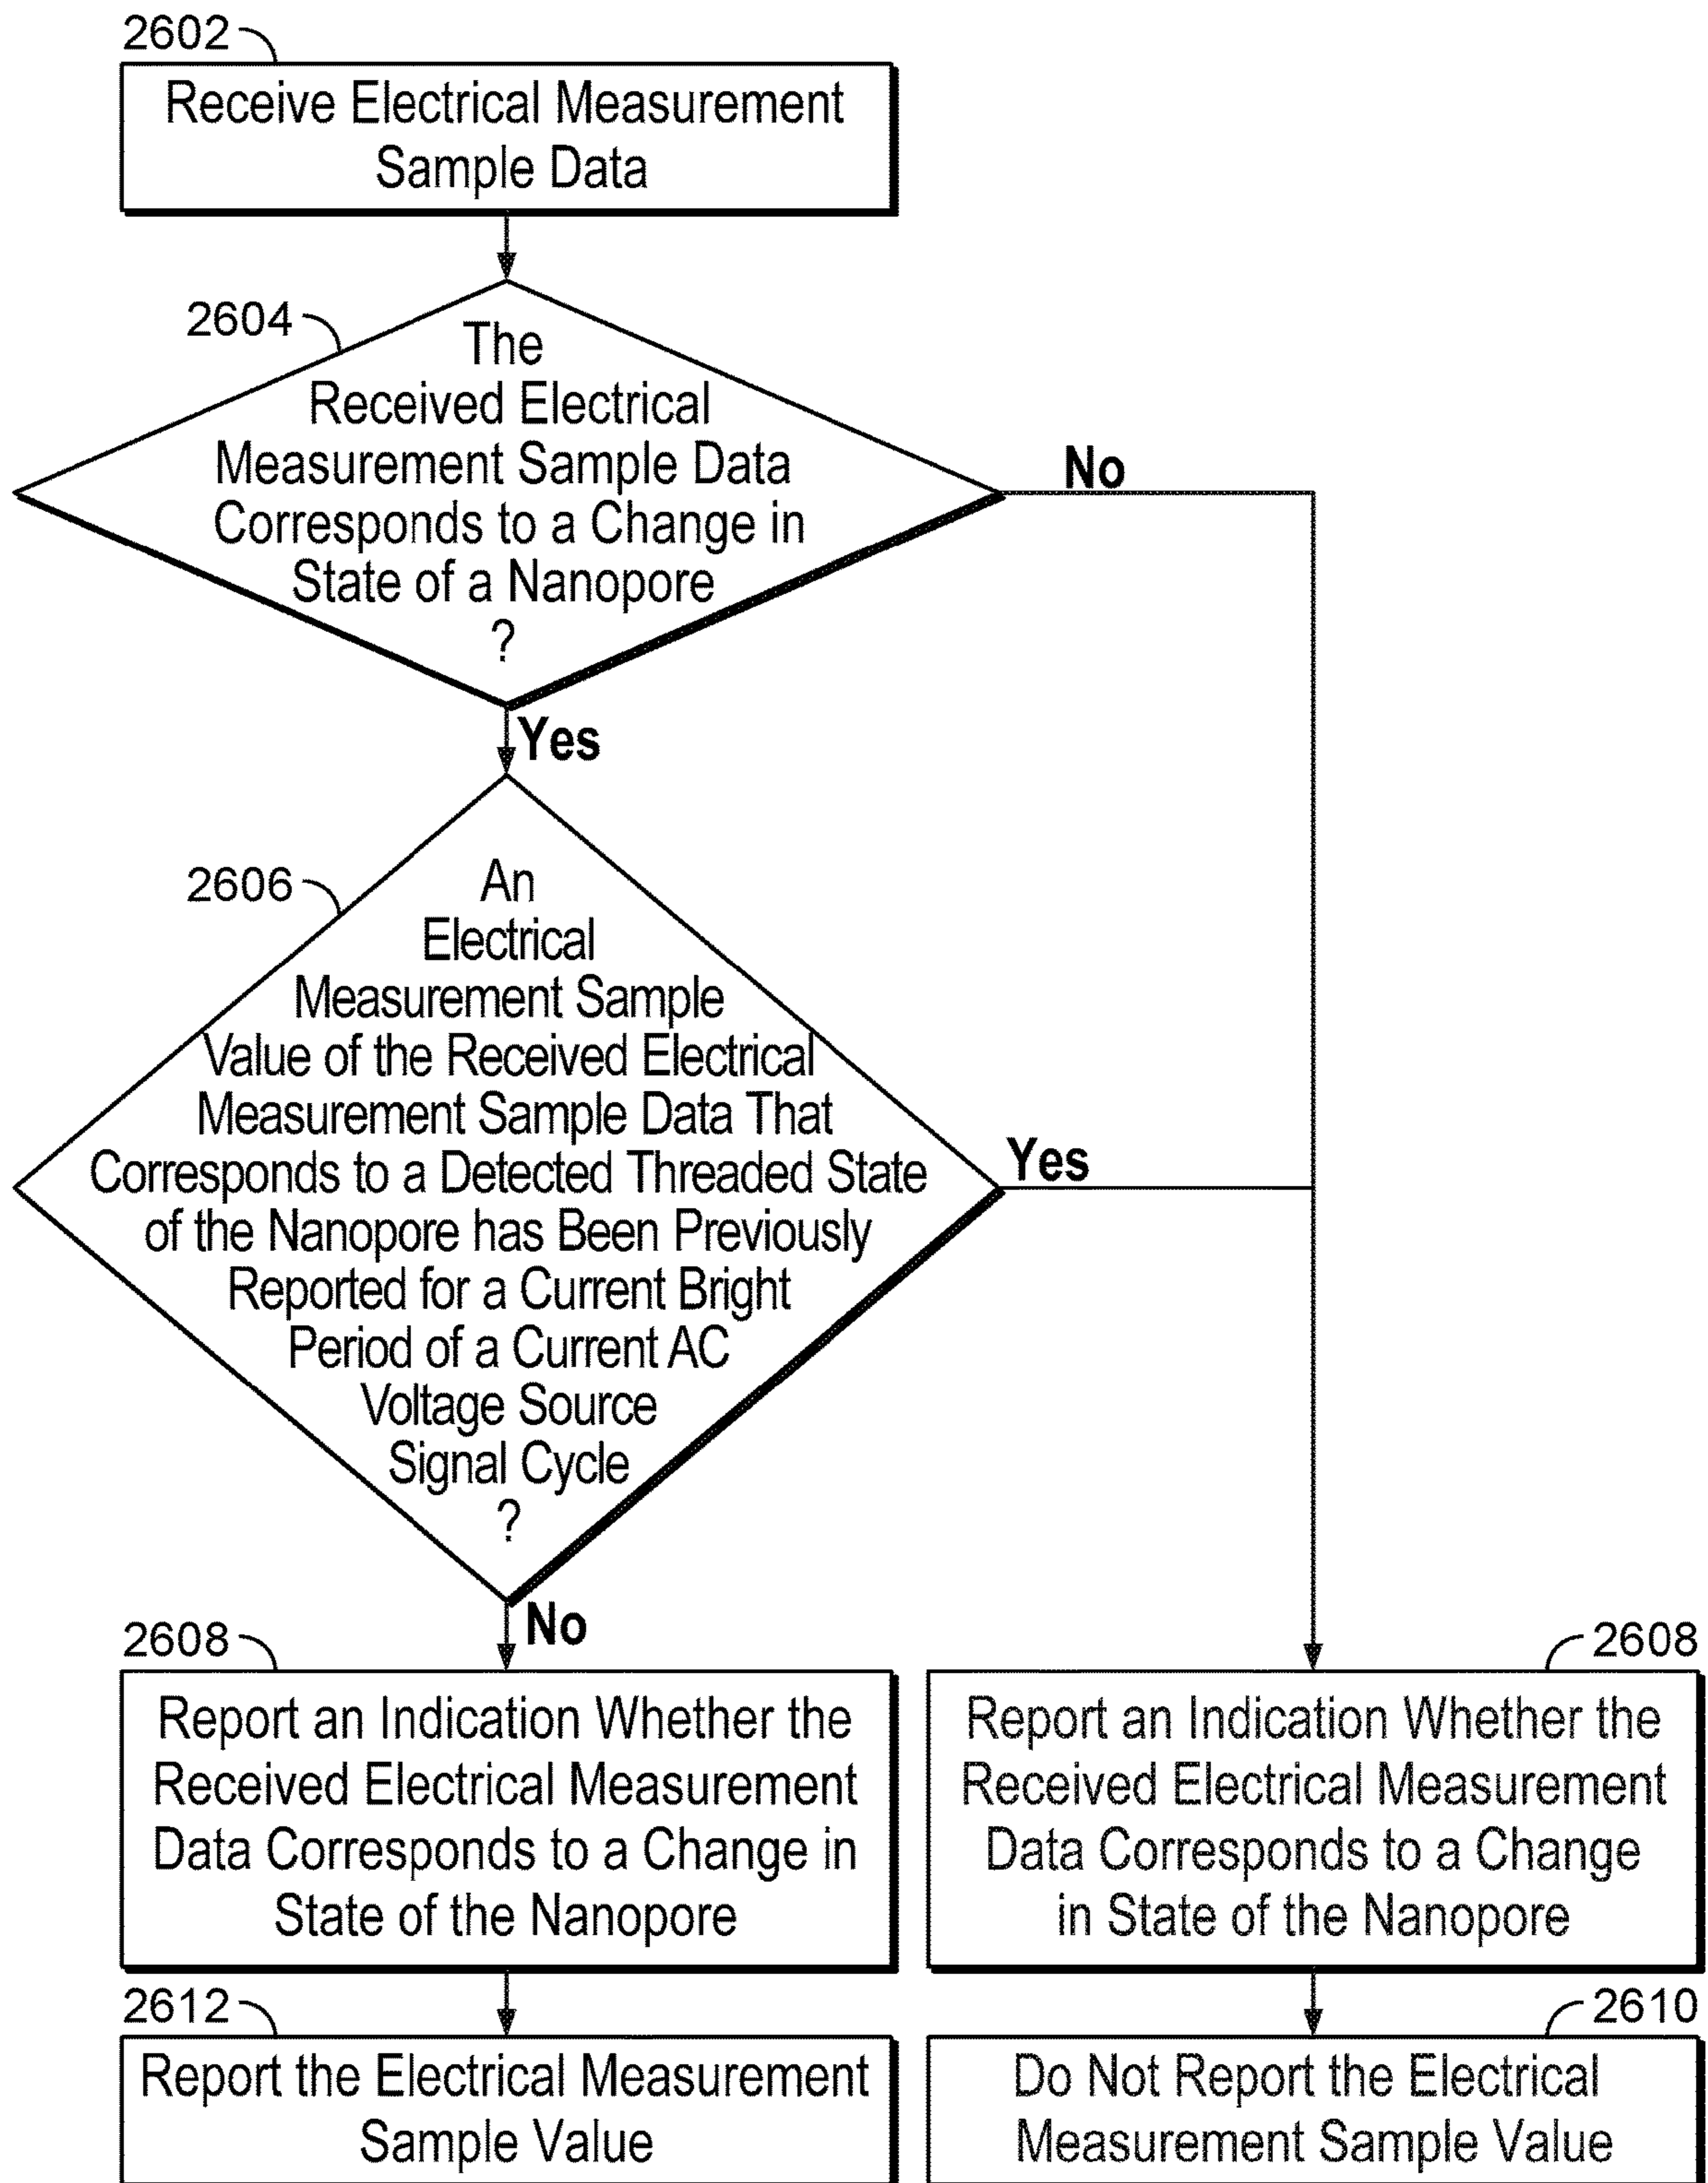 2602
Receive Electrical Measurement
Sample Data
2604
The
Received Electrical
Measurement Sample Data
Corresponds to a Change in
State of a Nanopore
?
No
Yes
2606
An
Electrical
Measurement Sample
Value of the Received Electrical
Measurement Sample Data That
Corresponds to a Detected Threaded State
of the Nanopore has Been Previously
Reported for a Current Bright
Period of a Current AC
Voltage Source
Signal Cycle
?
Yes
No
2608
Report an Indication Whether the
Received Electrical Measurement
Data Corresponds to a Change in
State of the Nanopore
2608
Report an Indication Whether the
Received Electrical Measurement
Data Corresponds to a Change
in State of the Nanopore
2612
Report the Electrical Measurement
Sample Value
2610
Do Not Report the Electrical
Measurement Sample Value